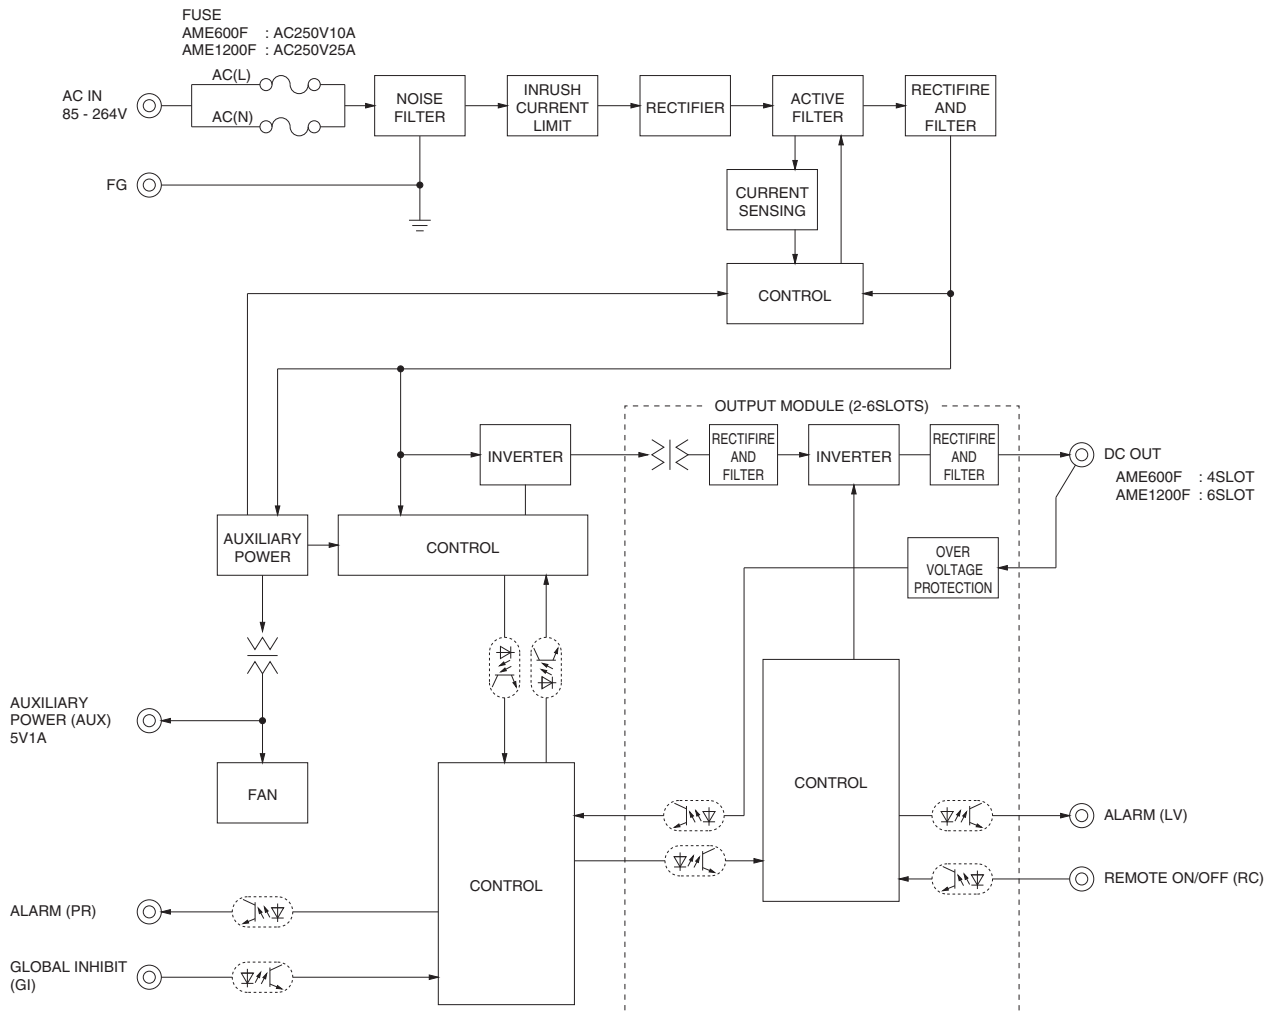 FUSE
AME600F : AC250V10A
AME1200F : AC250V25A
AC IN
85 - 264V
AC(L)
AC(N)
NOISE
FILTER
INRUSH
CURRENT
LIMIT
RECTIFIER
ACTIVE
FILTER
RECTIFIRE
AND
FILTER
FG
CURRENT
SENSING
CONTROL
OUTPUT MODULE (2-6SLOTS)
INVERTER
RECTIFIRE
AND
FILTER
INVERTER
RECTIFIRE
AND
FILTER
DC OUT
AME600F : 4SLOT
AME1200F : 6SLOT
AUXILIARY
POWER
CONTROL
OVER
VOLTAGE
PROTECTION
AUXILIARY
POWER (AUX)
5V1A
FAN
CONTROL
CONTROL
ALARM (LV)
REMOTE ON/OFF (RC)
ALARM (PR)
GLOBAL INHIBIT
(GI)